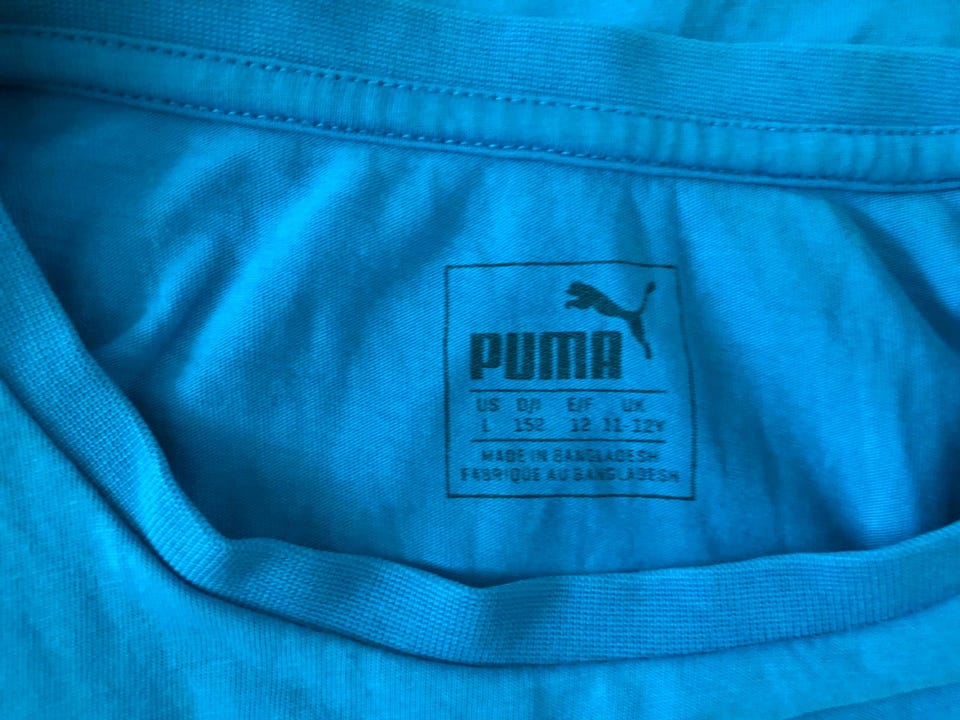 PUMA
US D/I E/F UK
L 152 12 11-12Y
MADE IN BANGLADESH
FABRIQUE AU BANGLADESH